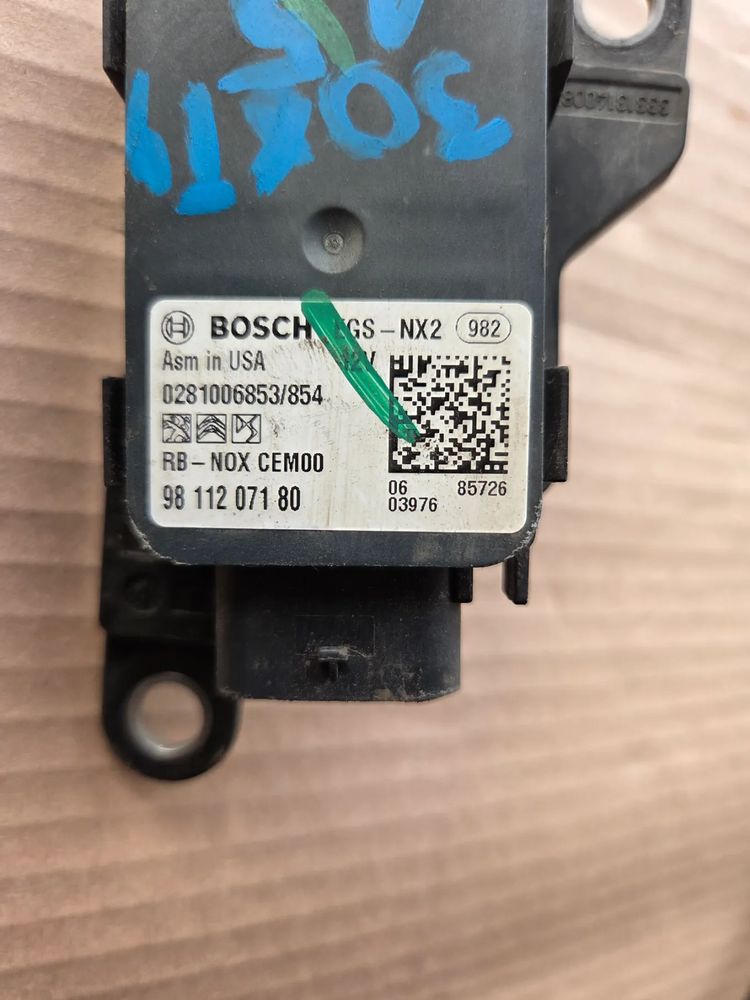 BOSCH EGS-NX2 982
Asm in USA 12V
0281006853/854
RB-NOX CEM00
98 112 071 80
06 85726
03976